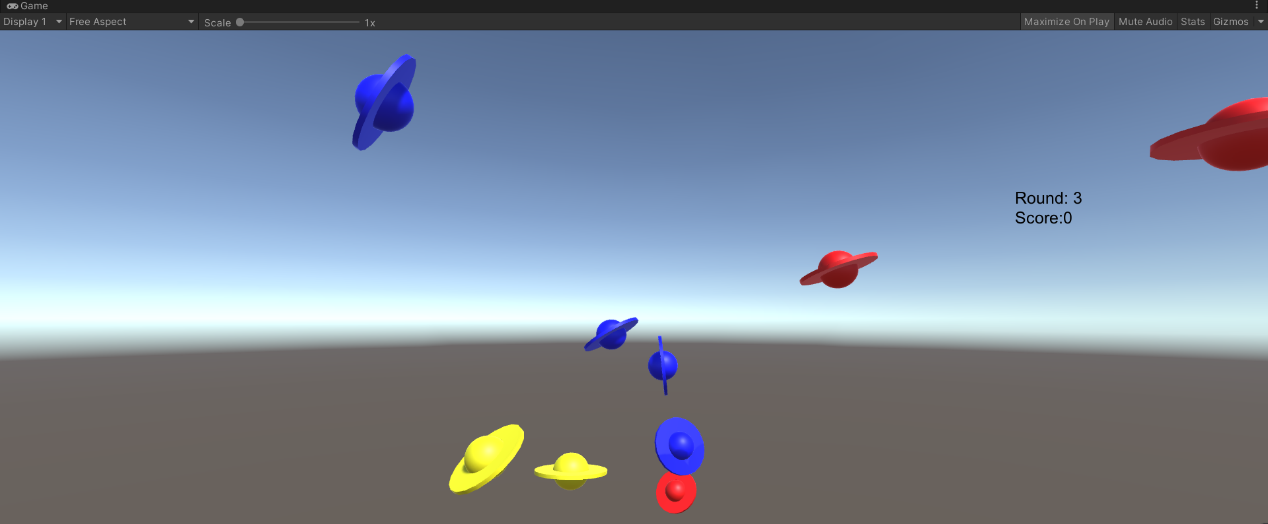 Game
Display 1 Free Aspect Scale 1x Maximize On Play Mute Audio Stats Gizmos
Round: 3
Score:0